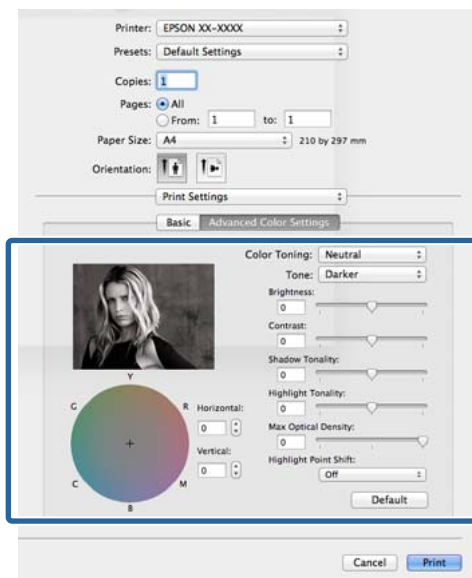 Printer: EPSON XX-XXXX
Presets: Default Settings
Copies: 1
Pages: All
From: 1 to: 1
Paper Size: A4 210 by 297 mm
Orientation:
Print Settings
Basic Advanced Color Settings
Color Toning: Neutral
Tone: Darker
Brightness:
0
Contrast:
0
Shadow Tonality:
0
Highlight Tonality:
0
Max Optical Density:
0
Highlight Point Shift:
Off
Default
Y
G R
C M
B
Horizontal:
0
Vertical:
0
Cancel Print